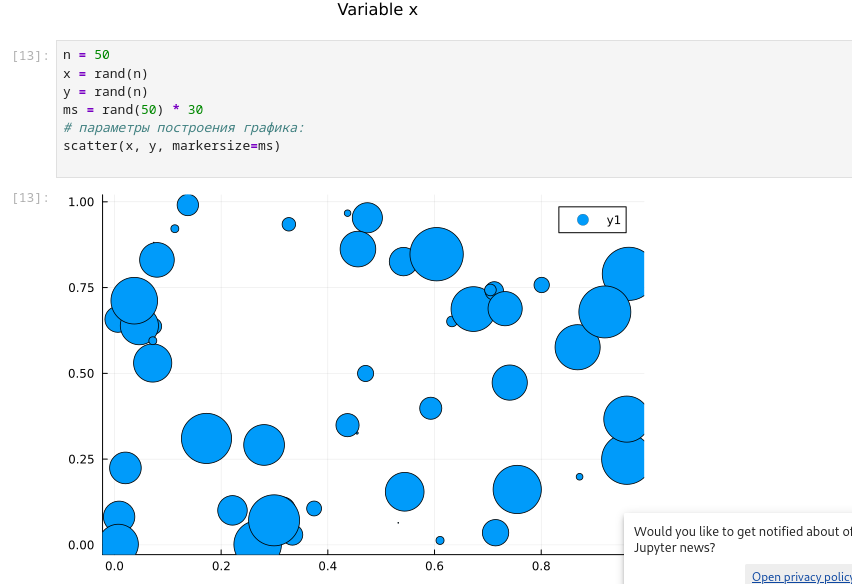 Variable x
[13]:
n = 50
x = rand(n)
y = rand(n)
ms = rand(50) * 30
# параметры построения графика:
scatter(x, y, markersize=ms)
[13]:
1.00
y1
0.75
0.50
0.25
0.00
0.0 0.2 0.4 0.6 0.8
Would you like to get notified about
Jupyter news?
Open privacy policy